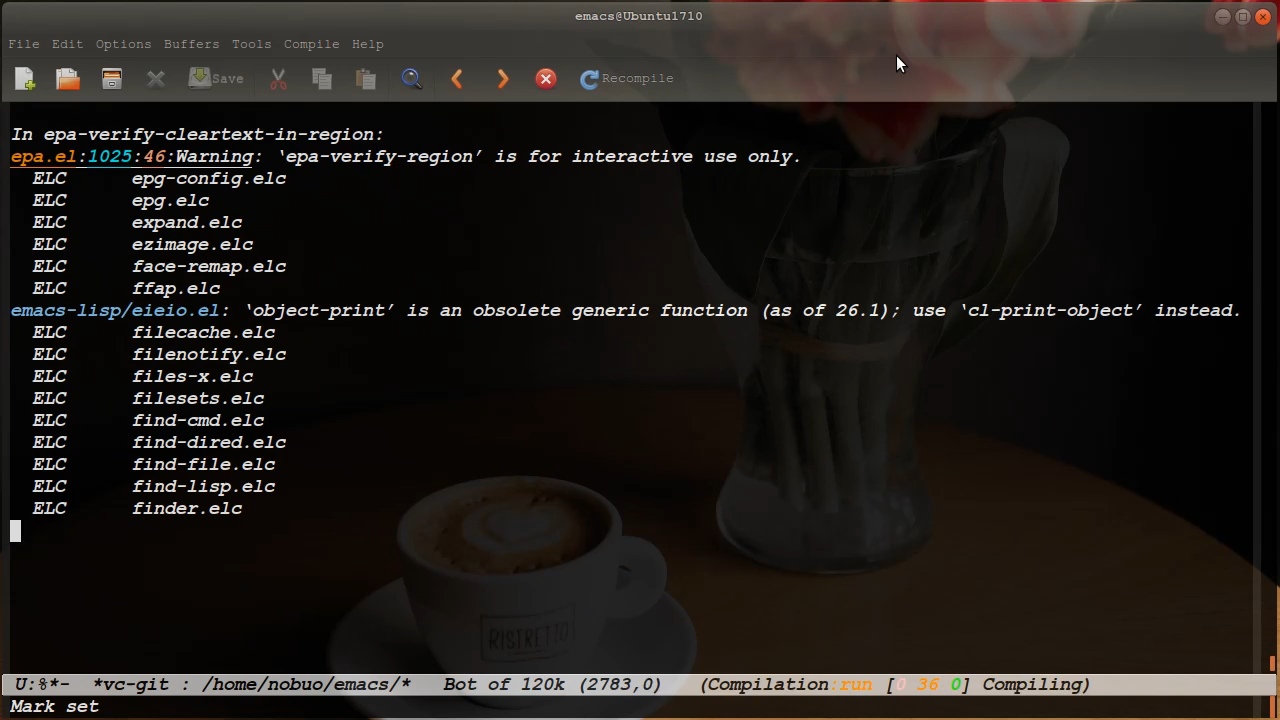 emacs@Ubuntu1710
File Edit Options Buffers Tools Compile Help
Save Recompile
In epa-verify-cleartext-in-region:
epa.el:1025:46:Warning: ‘epa-verify-region’ is for interactive use only.
ELC epg-config.elc
ELC epg.elc
ELC expand.elc
ELC ezimage.elc
ELC face-remap.elc
ELC ffap.elc
emacs-lisp/eieio.el: ‘object-print’ is an obsolete generic function (as of 26.1); use ‘cl-print-object’ instead.
ELC filecache.elc
ELC filenotify.elc
ELC files-x.elc
ELC filesets.elc
ELC find-cmd.elc
ELC find-dired.elc
ELC find-file.elc
ELC find-lisp.elc
ELC finder.elc
RISTRETTO
U:%*- *vc-git : /home/nobuo/emacs/* Bot of 120k (2783,0) (Compilation:run [0 36 0] Compiling)
Mark set